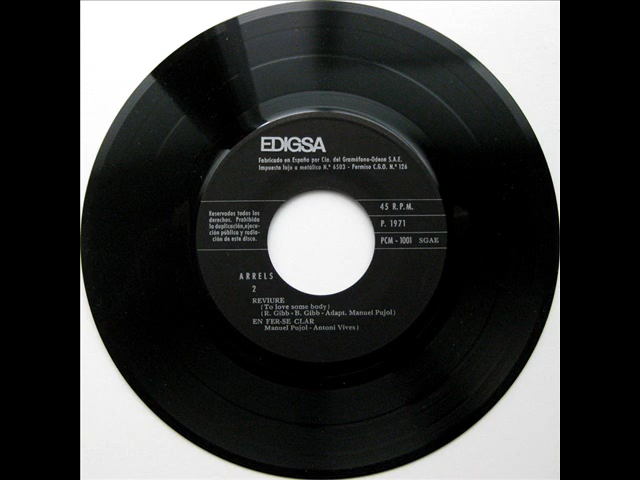 EDIGSA
Fabricado en España por Cía. del Gramófono-Odeon S.A.E.
Impuesto lujo a metálico N.º 6503 - Permiso C.G.O. N.º 126
Reservados todos los
derechos. Prohibida
la duplicación,ejecu-
ción pública y radia-
ción de este disco.
45 R.P.M.
P. 1971
PCM - 1001 SGAE
ARRELS
2
REVIURE
(To love some body)
(R. Gibb - B. Gibb - Adapt. Manuel Pujol)
EN FER-SE CLAR
Manuel Pujol - Antoni Vives)